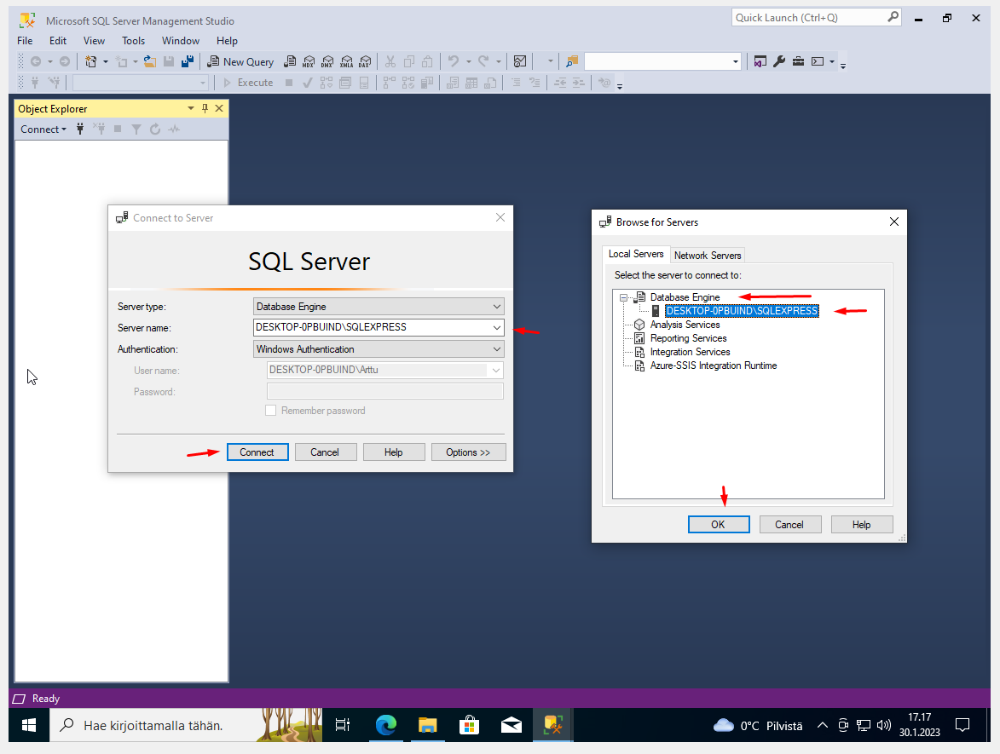 Microsoft SQL Server Management Studio
Quick Launch (Ctrl+Q)
File Edit View Tools Window Help
New Query MDX DMX XMLA DAX
Execute
Object Explorer
Connect
Connect to Server
SQL Server
Server type: Database Engine
Server name: DESKTOP-0PBUIND\SQLEXPRESS
Authentication: Windows Authentication
User name: DESKTOP-0PBUIND\Arttu
Password:
Remember password
Connect Cancel Help Options >>
Browse for Servers
Local Servers Network Servers
Select the server to connect to:
Database Engine
DESKTOP-0PBUIND\SQLEXPRESS
Analysis Services
Reporting Services
Integration Services
Azure-SSIS Integration Runtime
OK Cancel Help
Ready
Hae kirjoittamalla tähän.
0°C Pilvistä
17.17
30.1.2023